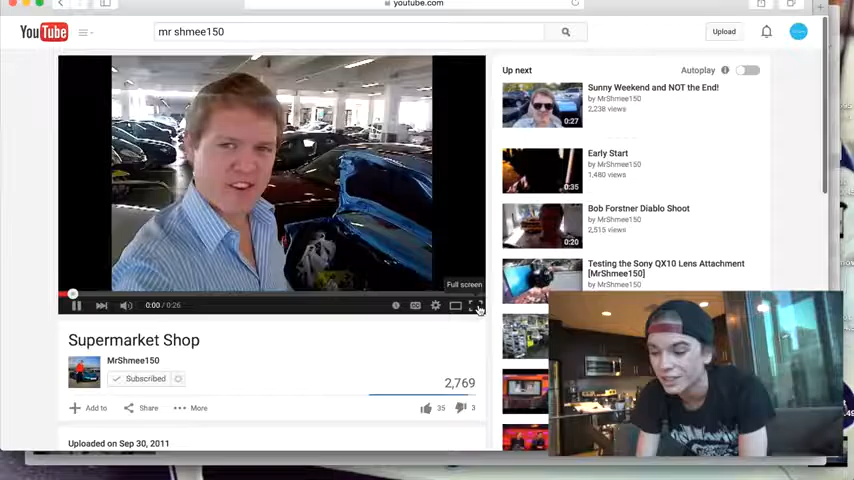 youtube.com
YouTube
mr shmee150
Upload
Up next
Autoplay
Sunny Weekend and NOT the End!
by MrShmee150
2,238 views
0:27
Early Start
by MrShmee150
1,480 views
0:35
Bob Forstner Diablo Shoot
by MrShmee150
2,515 views
0:20
Testing the Sony QX10 Lens Attachment
[MrShmee150]
by MrShmee150
Full screen
0:00 / 0:26
Supermarket Shop
MrShmee150
Subscribed
2,769
Add to
Share
More
35
3
Uploaded on Sep 30, 2011